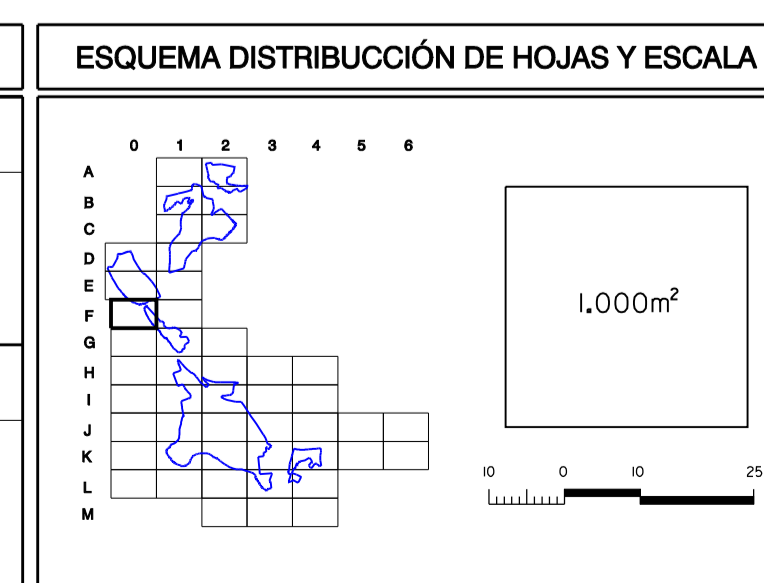 ESQUEMA DISTRIBUCCIÓN DE HOJAS Y ESCALA
0 1 2 3 4 5 6
A
B
C
D
E
F
G
H
I
J
K
L
M
1.000m²
10 0 10 25